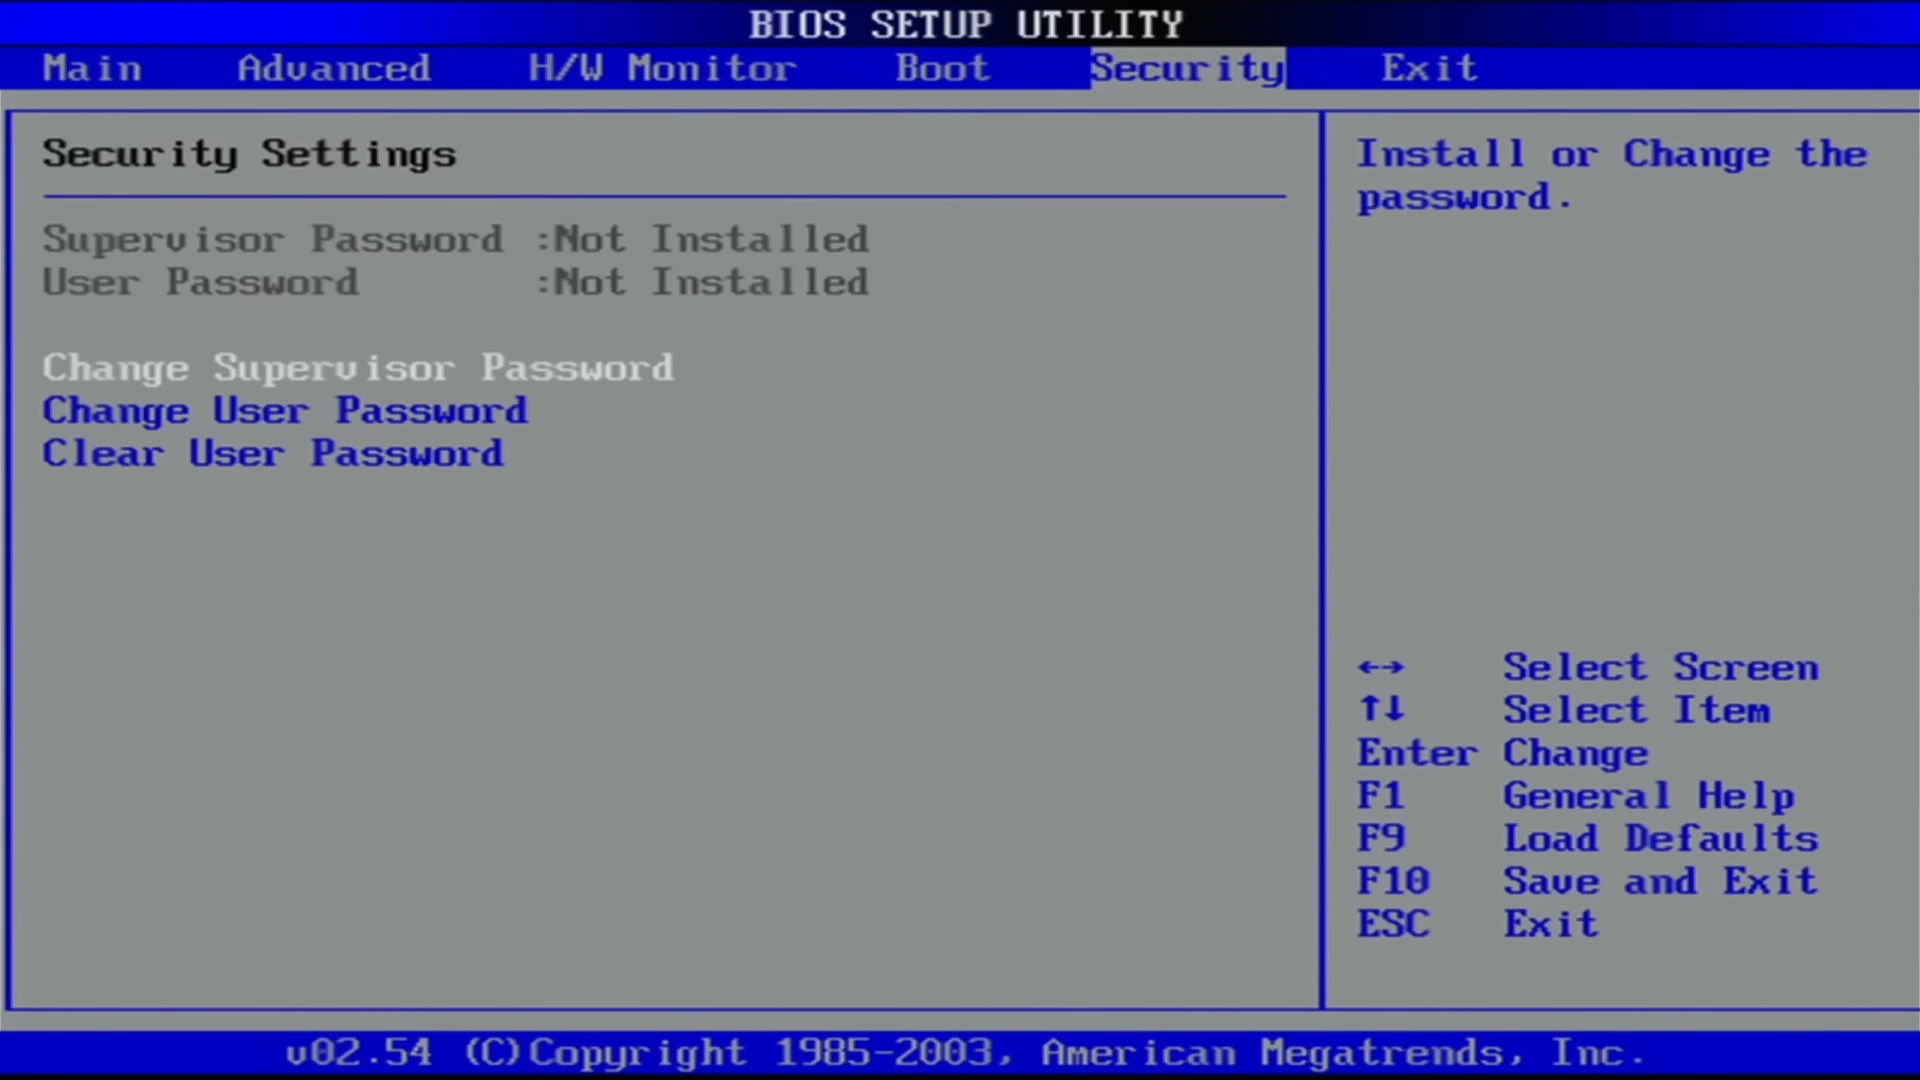 BIOS SETUP UTILITY
Main Advanced H/W Monitor Boot Security Exit
Security Settings
Supervisor Password :Not Installed
User Password :Not Installed
Change Supervisor Password
Change User Password
Clear User Password
Install or Change the
password.
←→ Select Screen
↑↓ Select Item
Enter Change
F1 General Help
F9 Load Defaults
F10 Save and Exit
ESC Exit
v02.54 (C)Copyright 1985-2003, American Megatrends, Inc.